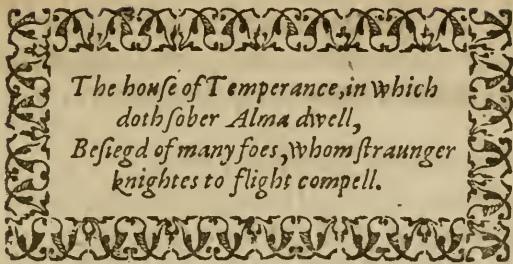 The houſe of Temperance, in which
doth ſober Alma dwell,
Beſiegd of many foes, whom ſtraunger
knightes to flight compell.